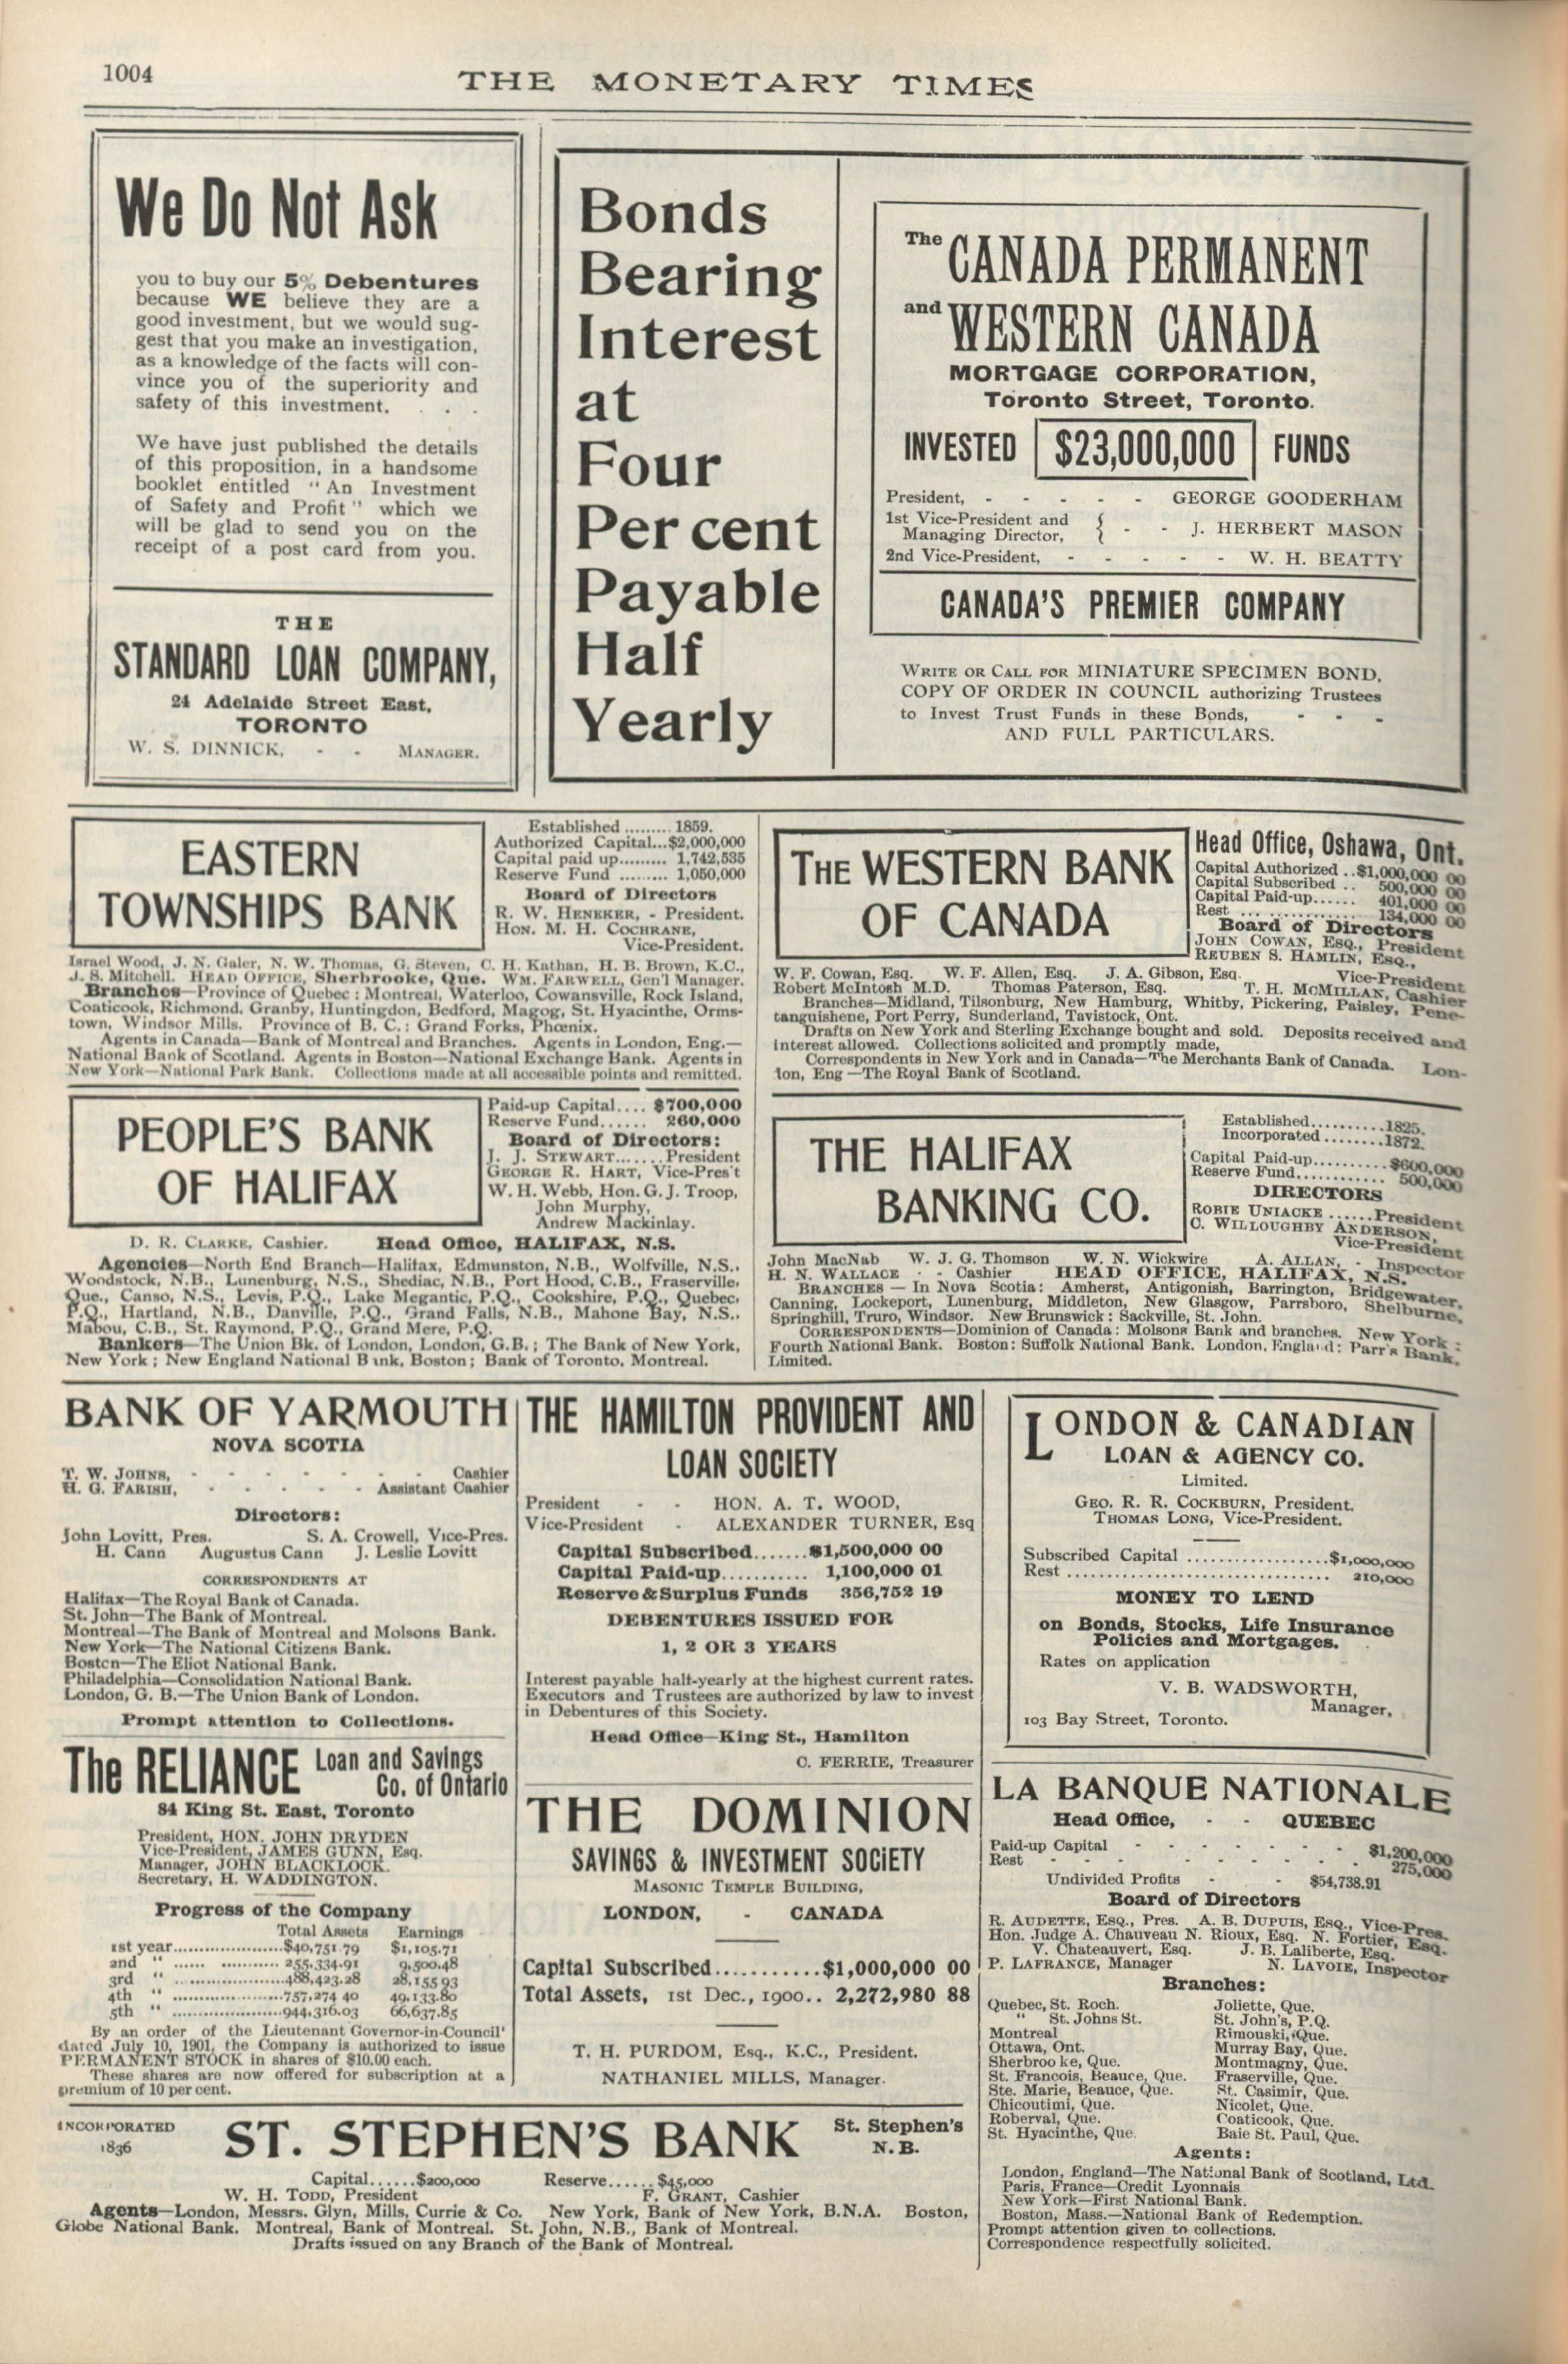 1004
THE MONETARY TIMES
We Do Not Ask
you to buy our 5% Debentures
because WE believe they are a
good investment, but we would sug-
gest that you make an investigation,
as a knowledge of the facts will con-
vince you of the superiority and
safety of this investment. . . .
We have just published the details
of this proposition, in a handsome
booklet entitled "An Investment
of Safety and Profit" which we
will be glad to send you on the
receipt of a post card from you.
THE
STANDARD LOAN COMPANY,
24 Adelaide Street East,
TORONTO
W. S. DINNICK, - - MANAGER.
Bonds
Bearing
Interest
at
Four
Per cent
Payable
Half
Yearly
The CANADA PERMANENT
and WESTERN CANADA
MORTGAGE CORPORATION,
Toronto Street, Toronto.
INVESTED $23,000,000 FUNDS
President, - - - - - GEORGE GOODERHAM
1st Vice-President and
Managing Director, { - - J. HERBERT MASON
2nd Vice-President, - - - - - W. H. BEATTY
CANADA'S PREMIER COMPANY
WRITE OR CALL FOR MINIATURE SPECIMEN BOND,
COPY OF ORDER IN COUNCIL authorizing Trustees
to Invest Trust Funds in these Bonds, - - -
AND FULL PARTICULARS.
EASTERN
TOWNSHIPS BANK
Established ......... 1859.
Authorized Capital...$2,000,000
Capital paid up......... 1,742,535
Reserve Fund ......... 1,050,000
Board of Directors
R. W. HENEKER, - President.
HON. M. H. COCHRANE,
Vice-President.
Israel Wood, J. N. Galer, N. W. Thomas, G. Steven, C. H. Kathan, H. B. Brown, K.C.,
J. S. Mitchell. HEAD OFFICE, Sherbrooke, Que. WM. FARWELL, Gen'l Manager.
Branches—Province of Quebec: Montreal, Waterloo, Cowansville, Rock Island,
Coaticook, Richmond, Granby, Huntingdon, Bedford, Magog, St. Hyacinthe, Orms-
town, Windsor Mills. Province of B. C.: Grand Forks, Phœnix.
Agents in Canada—Bank of Montreal and Branches. Agents in London, Eng.—
National Bank of Scotland. Agents in Boston—National Exchange Bank. Agents in
New York—National Park Bank. Collections made at all accessible points and remitted.
THE WESTERN BANK
OF CANADA
Head Office, Oshawa, Ont.
Capital Authorized ..$1,000,000 00
Capital Subscribed .. 500,000 00
Capital Paid-up...... 401,000 00
Rest ... ............. 134,000 00
Board of Directors
JOHN COWAN, ESQ., President
REUBEN S. HAMLIN, ESQ.,
Vice-President
W. F. Cowan, Esq. W. F. Allen, Esq. J. A. Gibson, Esq.
Robert McIntosh M.D. Thomas Paterson, Esq. T. H. MCMILLAN, Cashier
Branches—Midland, Tilsonburg, New Hamburg, Whitby, Pickering, Paisley, Pene-
tanguishene, Port Perry, Sunderland, Tavistock, Ont.
Drafts on New York and Sterling Exchange bought and sold. Deposits received and
interest allowed. Collections solicited and promptly made,
Correspondents in New York and in Canada—The Merchants Bank of Canada. Lon-
ton, Eng —The Royal Bank of Scotland.
PEOPLE'S BANK
OF HALIFAX
Paid-up Capital.... $700,000
Reserve Fund...... 260,000
Board of Directors:
J. J. STEWART.......President
GEORGE R. HART, Vice-Pres't
W. H. Webb, Hon. G. J. Troop,
John Murphy,
Andrew Mackinlay.
D. R. CLARKE, Cashier. Head Office, HALIFAX, N.S.
Agencies—North End Branch—Halifax, Edmunston, N.B., Wolfville, N.S.,
Woodstock, N.B., Lunenburg, N.S., Shediac, N.B., Port Hood, C.B., Fraserville,
Que., Canso, N.S., Levis, P.Q., Lake Megantic, P.Q., Cookshire, P.Q., Quebec,
P.Q., Hartland, N.B., Danville, P.Q., Grand Falls, N.B., Mahone Bay, N.S.,
Mabou, C.B., St. Raymond, P.Q., Grand Mere, P.Q.
Bankers—The Union Bk. of London, London, G.B.; The Bank of New York,
New York; New England National Bank, Boston; Bank of Toronto, Montreal.
THE HALIFAX
BANKING CO.
Established..........1825.
Incorporated ........1872.
Capital Paid-up..........$600,000
Reserve Fund............ 500,000
DIRECTORS
ROBIE UNIACKE ......President
C. WILLOUGHBY ANDERSON,
Vice-President
John MacNab W. J. G. Thomson W. N. Wickwire A. ALLAN, - Inspector
H. N. WALLACE - - Cashier HEAD OFFICE, HALIFAX, N.S.
BRANCHES — In Nova Scotia: Amherst, Antigonish, Barrington, Bridgewater,
Canning, Lockeport, Lunenburg, Middleton, New Glasgow, Parrsboro, Shelburne,
Springhill, Truro, Windsor. New Brunswick: Sackville, St. John.
CORRESPONDENTS—Dominion of Canada: Molsons Bank and branches. New York:
Fourth National Bank. Boston: Suffolk National Bank. London, England: Parr's Bank,
Limited.
BANK OF YARMOUTH
NOVA SCOTIA
T. W. JOHNS, - - - - - - - Cashier
H. G. FARISH, - - - - - Assistant Cashier
Directors:
John Lovitt, Pres. S. A. Crowell, Vice-Pres.
H. Cann Augustus Cann J. Leslie Lovitt
CORRESPONDENTS AT
Halifax—The Royal Bank of Canada.
St. John—The Bank of Montreal.
Montreal—The Bank of Montreal and Molsons Bank.
New York—The National Citizens Bank.
Boston—The Eliot National Bank.
Philadelphia—Consolidation National Bank.
London, G. B.—The Union Bank of London.
Prompt attention to Collections.
The RELIANCE Loan and Savings
Co. of Ontario
84 King St. East, Toronto
President, HON. JOHN DRYDEN
Vice-President, JAMES GUNN, Esq.
Manager, JOHN BLACKLOCK.
Secretary, H. WADDINGTON.
Progress of the Company
Total Assets Earnings
1st year......................$40,751.79 $1,105.71
2nd " ...... ........... 255,334.91 9,500.48
3rd " .....................488,423.28 28,155 93
4th " .....................757,274 40 49,133.80
5th " .....................944,316.03 66,637.85
By an order of the Lieutenant Governor-in-Council'
dated July 10, 1901, the Company is authorized to issue
PERMANENT STOCK in shares of $10.00 each.
These shares are now offered for subscription at a
premium of 10 per cent.
THE HAMILTON PROVIDENT AND
LOAN SOCIETY
President - - HON. A. T. WOOD,
Vice-President - ALEXANDER TURNER, Esq
Capital Subscribed.......$1,500,000 00
Capital Paid-up........... 1,100,000 01
Reserve & Surplus Funds 356,752 19
DEBENTURES ISSUED FOR
1, 2 OR 3 YEARS
Interest payable half-yearly at the highest current rates.
Executors and Trustees are authorized by law to invest
in Debentures of this Society.
Head Office—King St., Hamilton
C. FERRIE, Treasurer
THE DOMINION
SAVINGS & INVESTMENT SOCIETY
MASONIC TEMPLE BUILDING,
LONDON, - CANADA
Capital Subscribed............$1,000,000 00
Total Assets, 1st Dec., 1900.. 2,272,980 88
T. H. PURDOM, Esq., K.C., President.
NATHANIEL MILLS, Manager.
LONDON & CANADIAN
LOAN & AGENCY CO.
Limited.
GEO. R. R. COCKBURN, President.
THOMAS LONG, Vice-President.
Subscribed Capital ..................$1,000,000
Rest ................................. 210,000
MONEY TO LEND
on Bonds, Stocks, Life Insurance
Policies and Mortgages.
Rates on application
V. B. WADSWORTH,
Manager,
103 Bay Street, Toronto.
LA BANQUE NATIONALE
Head Office, - - QUEBEC
Paid-up Capital - - - - - - - $1,200,000
Rest - - - - - - - - 275,000
Undivided Profits - - $54,738.91
Board of Directors
R. AUDETTE, ESQ., Pres. A. B. DUPUIS, ESQ., Vice-Pres.
Hon. Judge A. Chauveau N. Rioux, Esq. N. Fortier, Esq.
V. Chateauvert, Esq. J. B. Laliberte, Esq.
P. LAFRANCE, Manager N. LAVOIE, Inspector
Branches:
Quebec, St. Roch. Joliette, Que.
" St. Johns St. St. John's, P.Q.
Montreal Rimouski, Que.
Ottawa, Ont. Murray Bay, Que.
Sherbrooke, Que. Montmagny, Que.
St. Francois, Beauce, Que. Fraserville, Que.
Ste. Marie, Beauce, Que. St. Casimir, Que.
Chicoutimi, Que. Nicolet, Que.
Roberval, Que. Coaticook, Que.
St. Hyacinthe, Que. Baie St. Paul, Que.
Agents:
London, England—The National Bank of Scotland, Ltd.
Paris, France—Credit Lyonnais
New York—First National Bank.
Boston, Mass.—National Bank of Redemption.
Prompt attention given to collections.
Correspondence respectfully solicited.
INCORPORATED
1836
ST. STEPHEN'S BANK
St. Stephen's
N. B.
Capital......$200,000 Reserve......$45,000
W. H. TODD, President F. GRANT, Cashier
Agents—London, Messrs. Glyn, Mills, Currie & Co. New York, Bank of New York, B.N.A. Boston,
Globe National Bank. Montreal, Bank of Montreal. St. John, N.B., Bank of Montreal.
Drafts issued on any Branch of the Bank of Montreal.